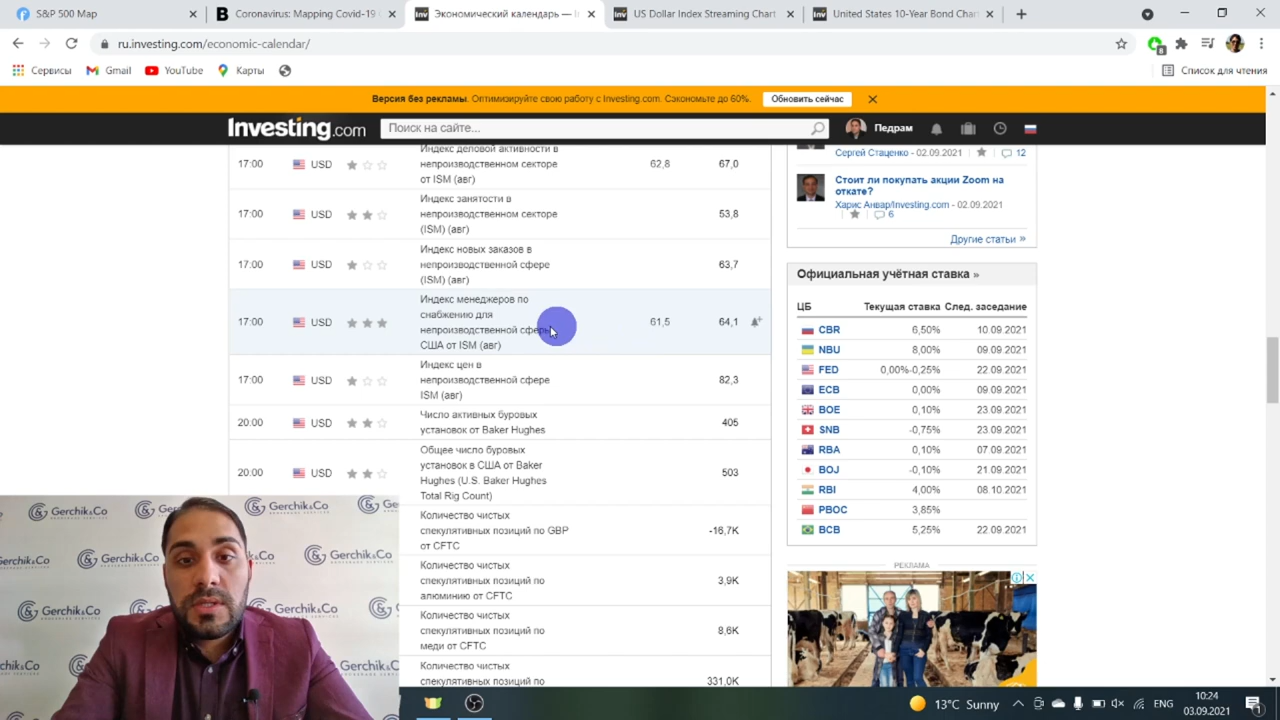 S&P 500 Map
Coronavirus: Mapping Covid-19
Экономический календарь — I
US Dollar Index Streaming Chart
United States 10-Year Bond Char
ru.investing.com/economic-calendar/
Сервисы
Gmail
YouTube
Карты
Список для чтения
Версия без рекламы. Оптимизируйте свою работу с Investing.com. Сэкономьте до 60%.
Обновить сейчас
Investing.com
Поиск на сайте...
Педрам
Индекс деловой активности в
17:00 USD непроизводственном секторе 62,8 67,0
от ISM (авг)
Индекс занятости в
17:00 USD непроизводственном секторе 53,8
(ISM) (авг)
Индекс новых заказов в
17:00 USD непроизводственной сфере 63,7
(ISM) (авг)
Индекс менеджеров по
снабжению для
17:00 USD непроизводственной сферы 61,5 64,1
США от ISM (авг)
Индекс цен в
17:00 USD непроизводственной сфере 82,3
ISM (авг)
Число активных буровых
20:00 USD установок от Baker Hughes 405
Общее число буровых
установок в США от Baker
20:00 USD Hughes (U.S. Baker Hughes 503
Total Rig Count)
Количество чистых
спекулятивных позиций по GBP -16,7K
от CFTC
Количество чистых
спекулятивных позиций по 3,9K
алюминию от CFTC
Количество чистых
спекулятивных позиций по 8,6K
меди от CFTC
Количество чистых
спекулятивных позиций по 331,0K
Сергей Стаценко - 02.09.2021 12
Стоит ли покупать акции Zoom на
откате?
Харис Анвар/Investing.com - 02.09.2021
6
Другие статьи »
Официальная учётная ставка »
ЦБ Текущая ставка След. заседание
CBR 6,50% 10.09.2021
NBU 8,00% 09.09.2021
FED 0,00%-0,25% 22.09.2021
ECB 0,00% 09.09.2021
BOE 0,10% 23.09.2021
SNB -0,75% 23.09.2021
RBA 0,10% 07.09.2021
BOJ -0,10% 21.09.2021
RBI 4,00% 08.10.2021
PBOC 3,85%
BCB 5,25% 22.09.2021
РЕКЛАМА
Gerchik&Co
Gerchik&Co
Gerchik&Co
Gerchik&Co
Gerchik&Co
Gerchik&Co
13°C Sunny
ENG
10:24
03.09.2021